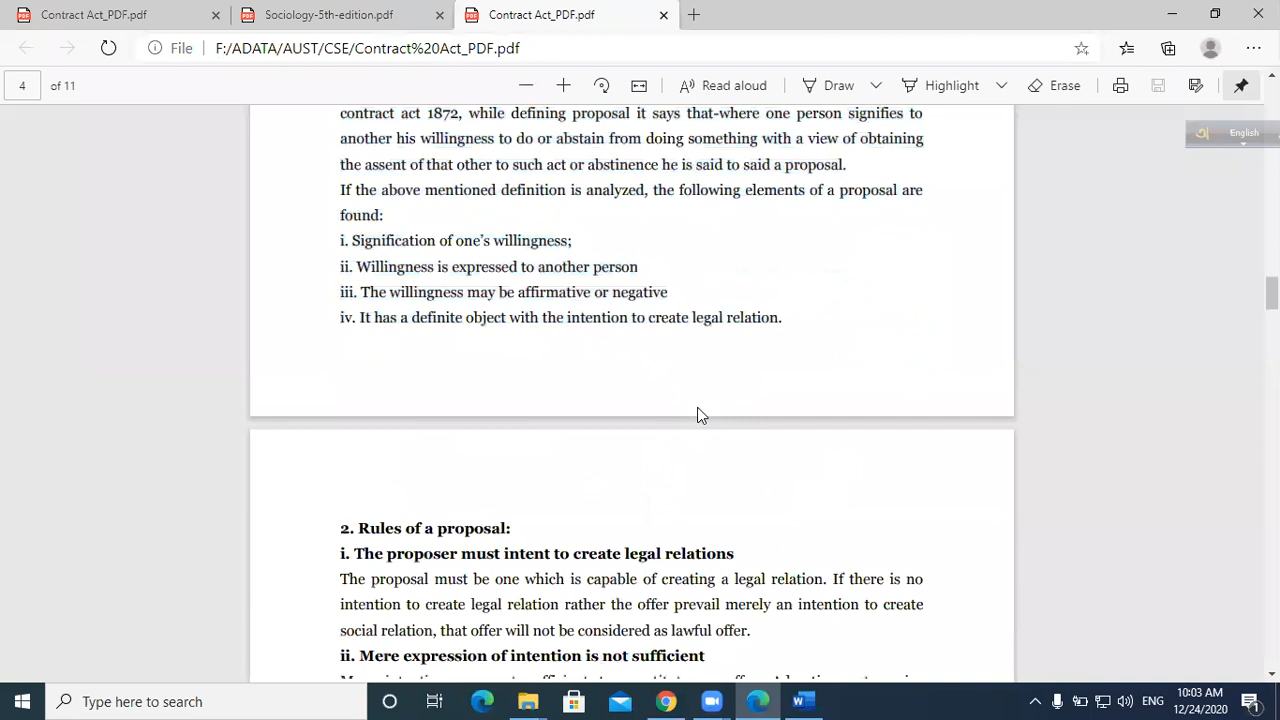 Contract Act_PDF.pdf
Sociology-5th-edition.pdf
Contract Act_PDF.pdf
File
F:/ADATA/AUST/CSE/Contract%20Act_PDF.pdf
4 of 11
Read aloud
Draw
Highlight
Erase
English
contract act 1872, while defining proposal it says that-where one person signifies to
another his willingness to do or abstain from doing something with a view of obtaining
the assent of that other to such act or abstinence he is said to said a proposal.
If the above mentioned definition is analyzed, the following elements of a proposal are
found:
i. Signification of one's willingness;
ii. Willingness is expressed to another person
iii. The willingness may be affirmative or negative
iv. It has a definite object with the intention to create legal relation.
2. Rules of a proposal:
i. The proposer must intent to create legal relations
The proposal must be one which is capable of creating a legal relation. If there is no
intention to create legal relation rather the offer prevail merely an intention to create
social relation, that offer will not be considered as lawful offer.
ii. Mere expression of intention is not sufficient
Type here to search
ENG
10:03 AM
12/24/2020
1